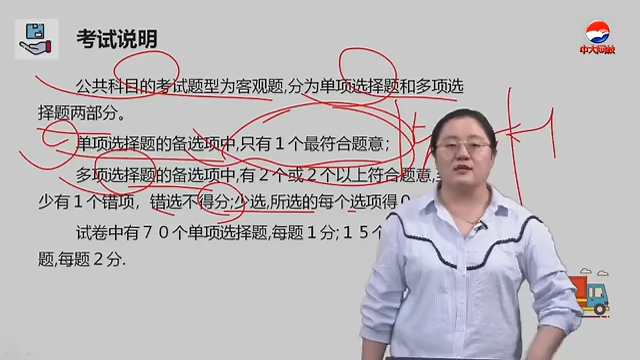 考试说明
中大网校
公共科目的考试题型为客观题,分为单项选择题和多项选
择题两部分。
单项选择题的备选项中,只有1个最符合题意;
多项选择题的备选项中,有2个或2个以上符合题意,
少有1个错项，错选不得分;少选,所选的每个选项得0
试卷中有70个单项选择题,每题1分;15个
题,每题2分.